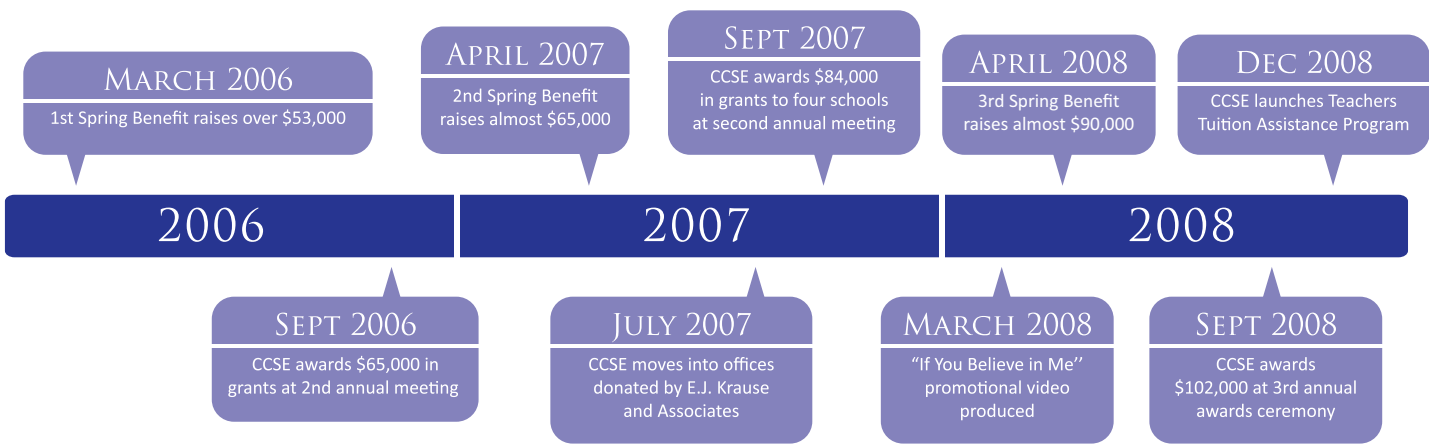 March 2006
1st Spring Benefit raises over $53,000
April 2007
2nd Spring Benefit
raises almost $65,000
Sept 2007
CCSE awards $84,000
in grants to four schools
at second annual meeting
April 2008
3rd Spring Benefit
raises almost $90,000
Dec 2008
CCSE launches Teachers
Tuition Assistance Program
2006
2007
2008
Sept 2006
CCSE awards $65,000 in
grants at 2nd annual meeting
July 2007
CCSE moves into offices
donated by E.J. Krause
and Associates
March 2008
“If You Believe in Me’’
promotional video
produced
Sept 2008
CCSE awards
$102,000 at 3rd annual
awards ceremony